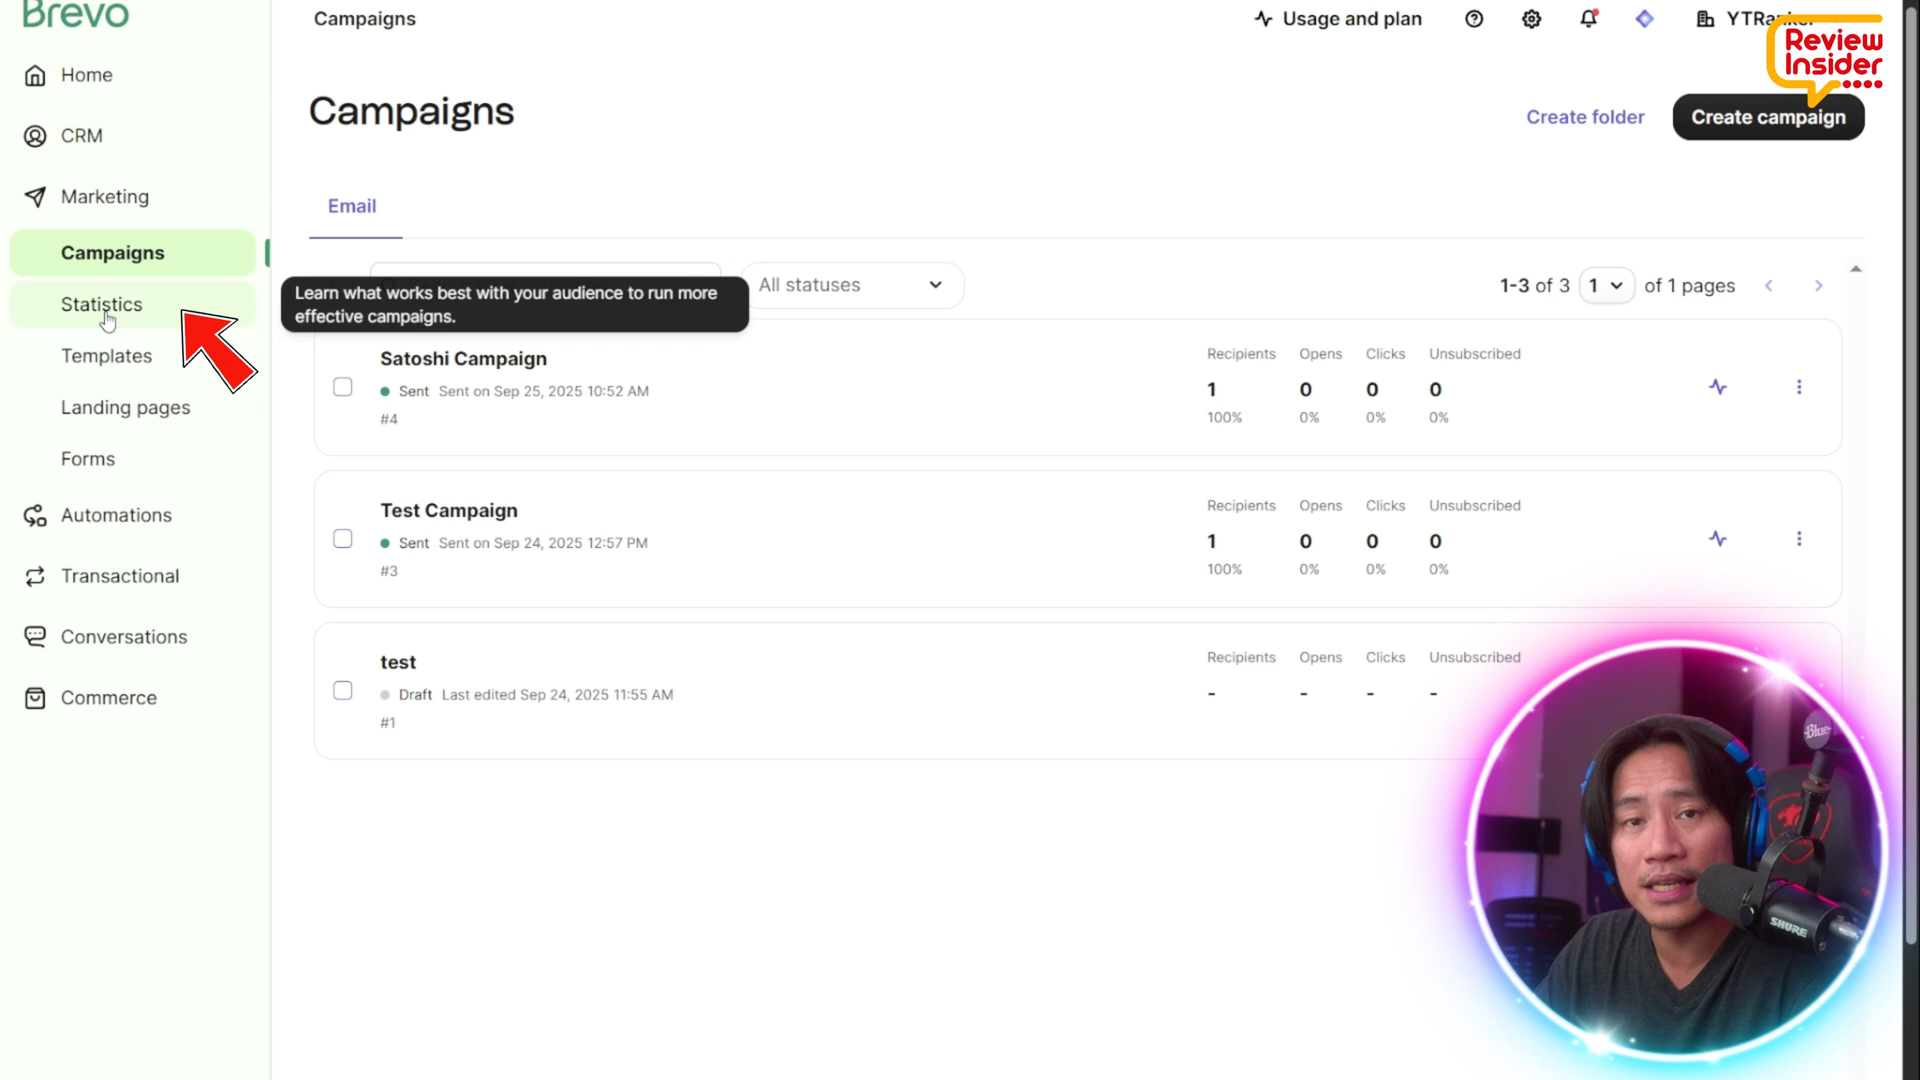 Brevo
Campaigns
Usage and plan
YTRanker
Review
Insider
Home
CRM
Marketing
Campaigns
Statistics
Templates
Landing pages
Forms
Automations
Transactional
Conversations
Commerce
Campaigns
Create folder
Create campaign
Email
Learn what works best with your audience to run more
effective campaigns.
All statuses
1-3 of 3
1
of 1 pages
Satoshi Campaign
Sent Sent on Sep 25, 2025 10:52 AM
#4
Recipients Opens Clicks Unsubscribed
1 0 0 0
100% 0% 0% 0%
Test Campaign
Sent Sent on Sep 24, 2025 12:57 PM
#3
Recipients Opens Clicks Unsubscribed
1 0 0 0
100% 0% 0% 0%
test
Draft Last edited Sep 24, 2025 11:55 AM
#1
Recipients Opens Clicks Unsubscribed
- - - -
Blue
SHURE